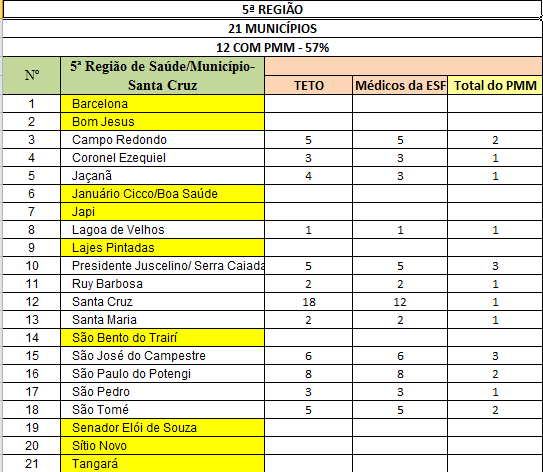 5ª REGIÃO
21 MUNICÍPIOS
12 COM PMM - 57%
Nº 5ª Região de Saúde/Município- Santa Cruz TETO Médicos da ESF Total do PMM
1 Barcelona
2 Bom Jesus
3 Campo Redondo 5 5 2
4 Coronel Ezequiel 3 3 1
5 Jaçanã 4 3 1
6 Januário Cicco/Boa Saúde
7 Japi
8 Lagoa de Velhos 1 1 1
9 Lajes Pintadas
10 Presidente Juscelino/ Serra Caiada 5 5 3
11 Ruy Barbosa 2 2 1
12 Santa Cruz 18 12 1
13 Santa Maria 2 2 1
14 São Bento do Trairí
15 São José do Campestre 6 6 3
16 São Paulo do Potengi 8 8 2
17 São Pedro 3 3 1
18 São Tomé 5 5 2
19 Senador Elói de Souza
20 Sítio Novo
21 Tangará